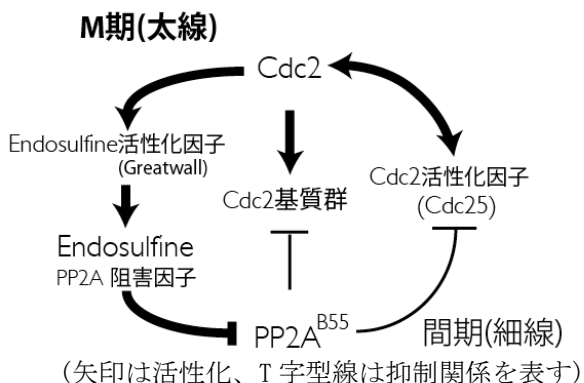 M期(太線)
Cdc2
Endosulfine活性化因子
(Greatwall)
Cdc2基質群
Cdc2活性化因子
(Cdc25)
Endosulfine
PP2A 阻害因子
PP2A^B55
間期(細線)
(矢印は活性化、T 字型線は抑制関係を表す)